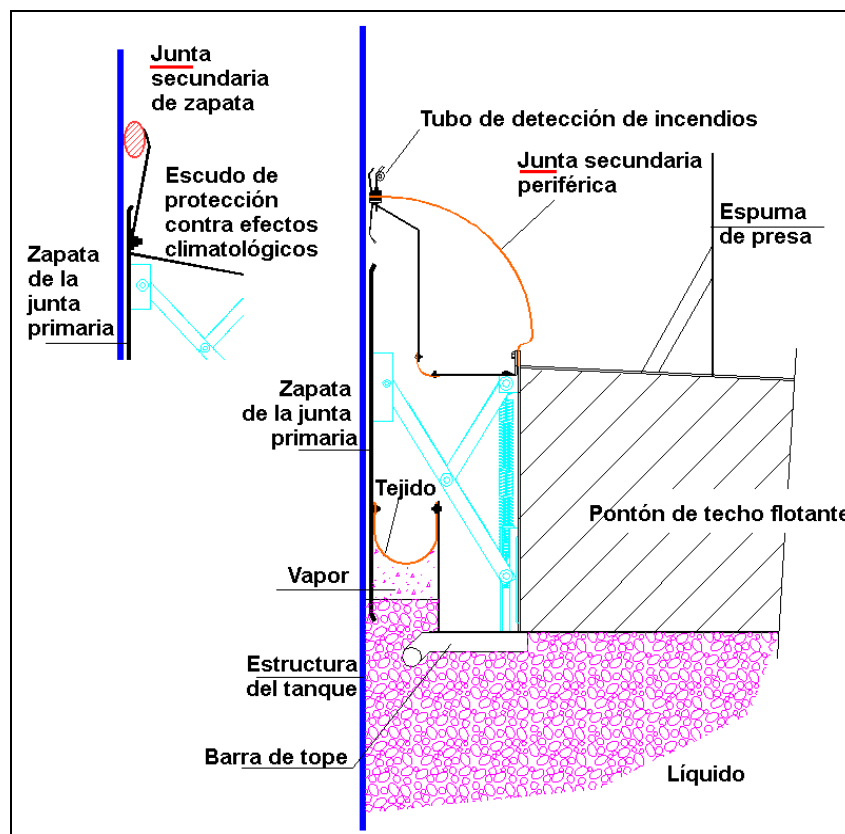 Junta
secundaria
de zapata
Tubo de detección de incendios
Junta secundaria
periférica
Escudo de
protección
contra efectos
climatológicos
Espuma
de presa
Zapata
de la
junta
primaria
Zapata
de la junta
primaria
Tejido
Pontón de techo flotante
Vapor
Estructura
del tanque
Barra de tope
Líquido